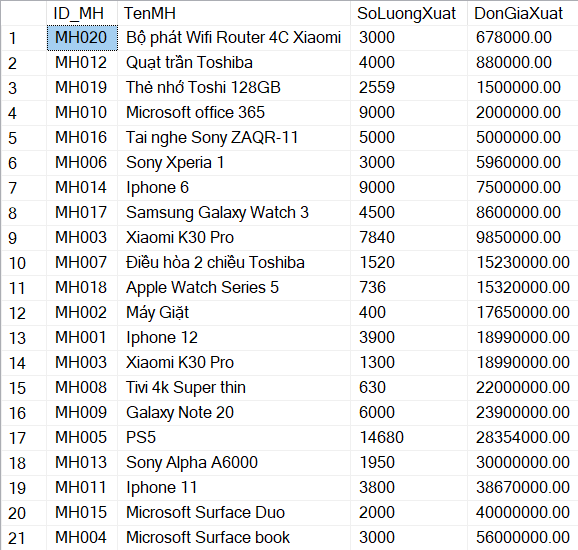 ID_MH TenMH SoLuongXuat DonGiaXuat
1 MH020 Bộ phát Wifi Router 4C Xiaomi 3000 678000.00
2 MH012 Quạt trần Toshiba 4000 880000.00
3 MH019 Thẻ nhớ Toshi 128GB 2559 1500000.00
4 MH010 Microsoft office 365 9000 2000000.00
5 MH016 Tai nghe Sony ZAQR-11 5000 5000000.00
6 MH006 Sony Xperia 1 3000 5960000.00
7 MH014 Iphone 6 9000 7500000.00
8 MH017 Samsung Galaxy Watch 3 4500 8600000.00
9 MH003 Xiaomi K30 Pro 7840 9850000.00
10 MH007 Điều hòa 2 chiều Toshiba 1520 15230000.00
11 MH018 Apple Watch Series 5 736 15320000.00
12 MH002 Máy Giặt 400 17650000.00
13 MH001 Iphone 12 3900 18990000.00
14 MH003 Xiaomi K30 Pro 1300 18990000.00
15 MH008 Tivi 4k Super thin 630 22000000.00
16 MH009 Galaxy Note 20 6000 23900000.00
17 MH005 PS5 14680 28354000.00
18 MH013 Sony Alpha A6000 1950 30000000.00
19 MH011 Iphone 11 3800 38670000.00
20 MH015 Microsoft Surface Duo 2000 40000000.00
21 MH004 Microsoft Surface book 3000 56000000.00